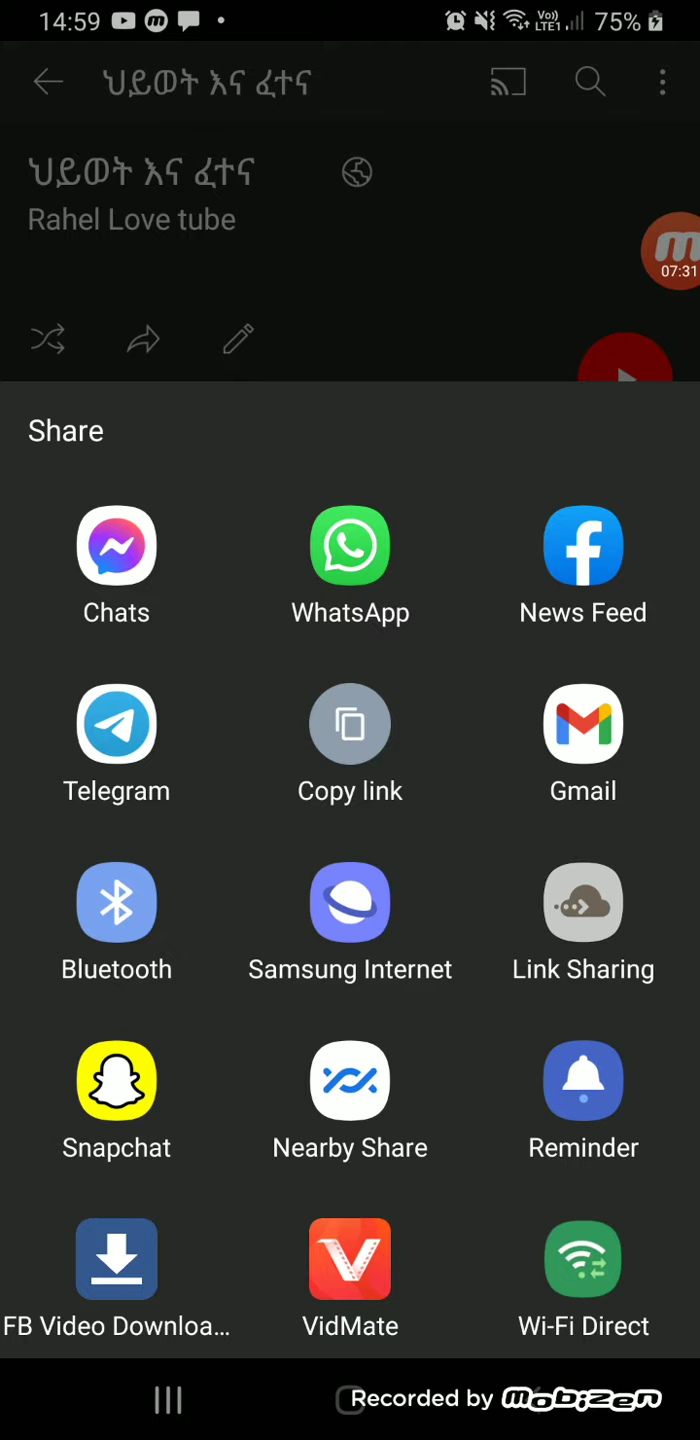 14:59 Vo)) LTE1 75%
ህይወት እና ፈተና
ህይወት እና ፈተና
Rahel Love tube
07:31
Share
Chats WhatsApp News Feed
Telegram Copy link Gmail
Bluetooth Samsung Internet Link Sharing
Snapchat Nearby Share Reminder
FB Video Downloa... VidMate Wi-Fi Direct
Recorded by mobizen